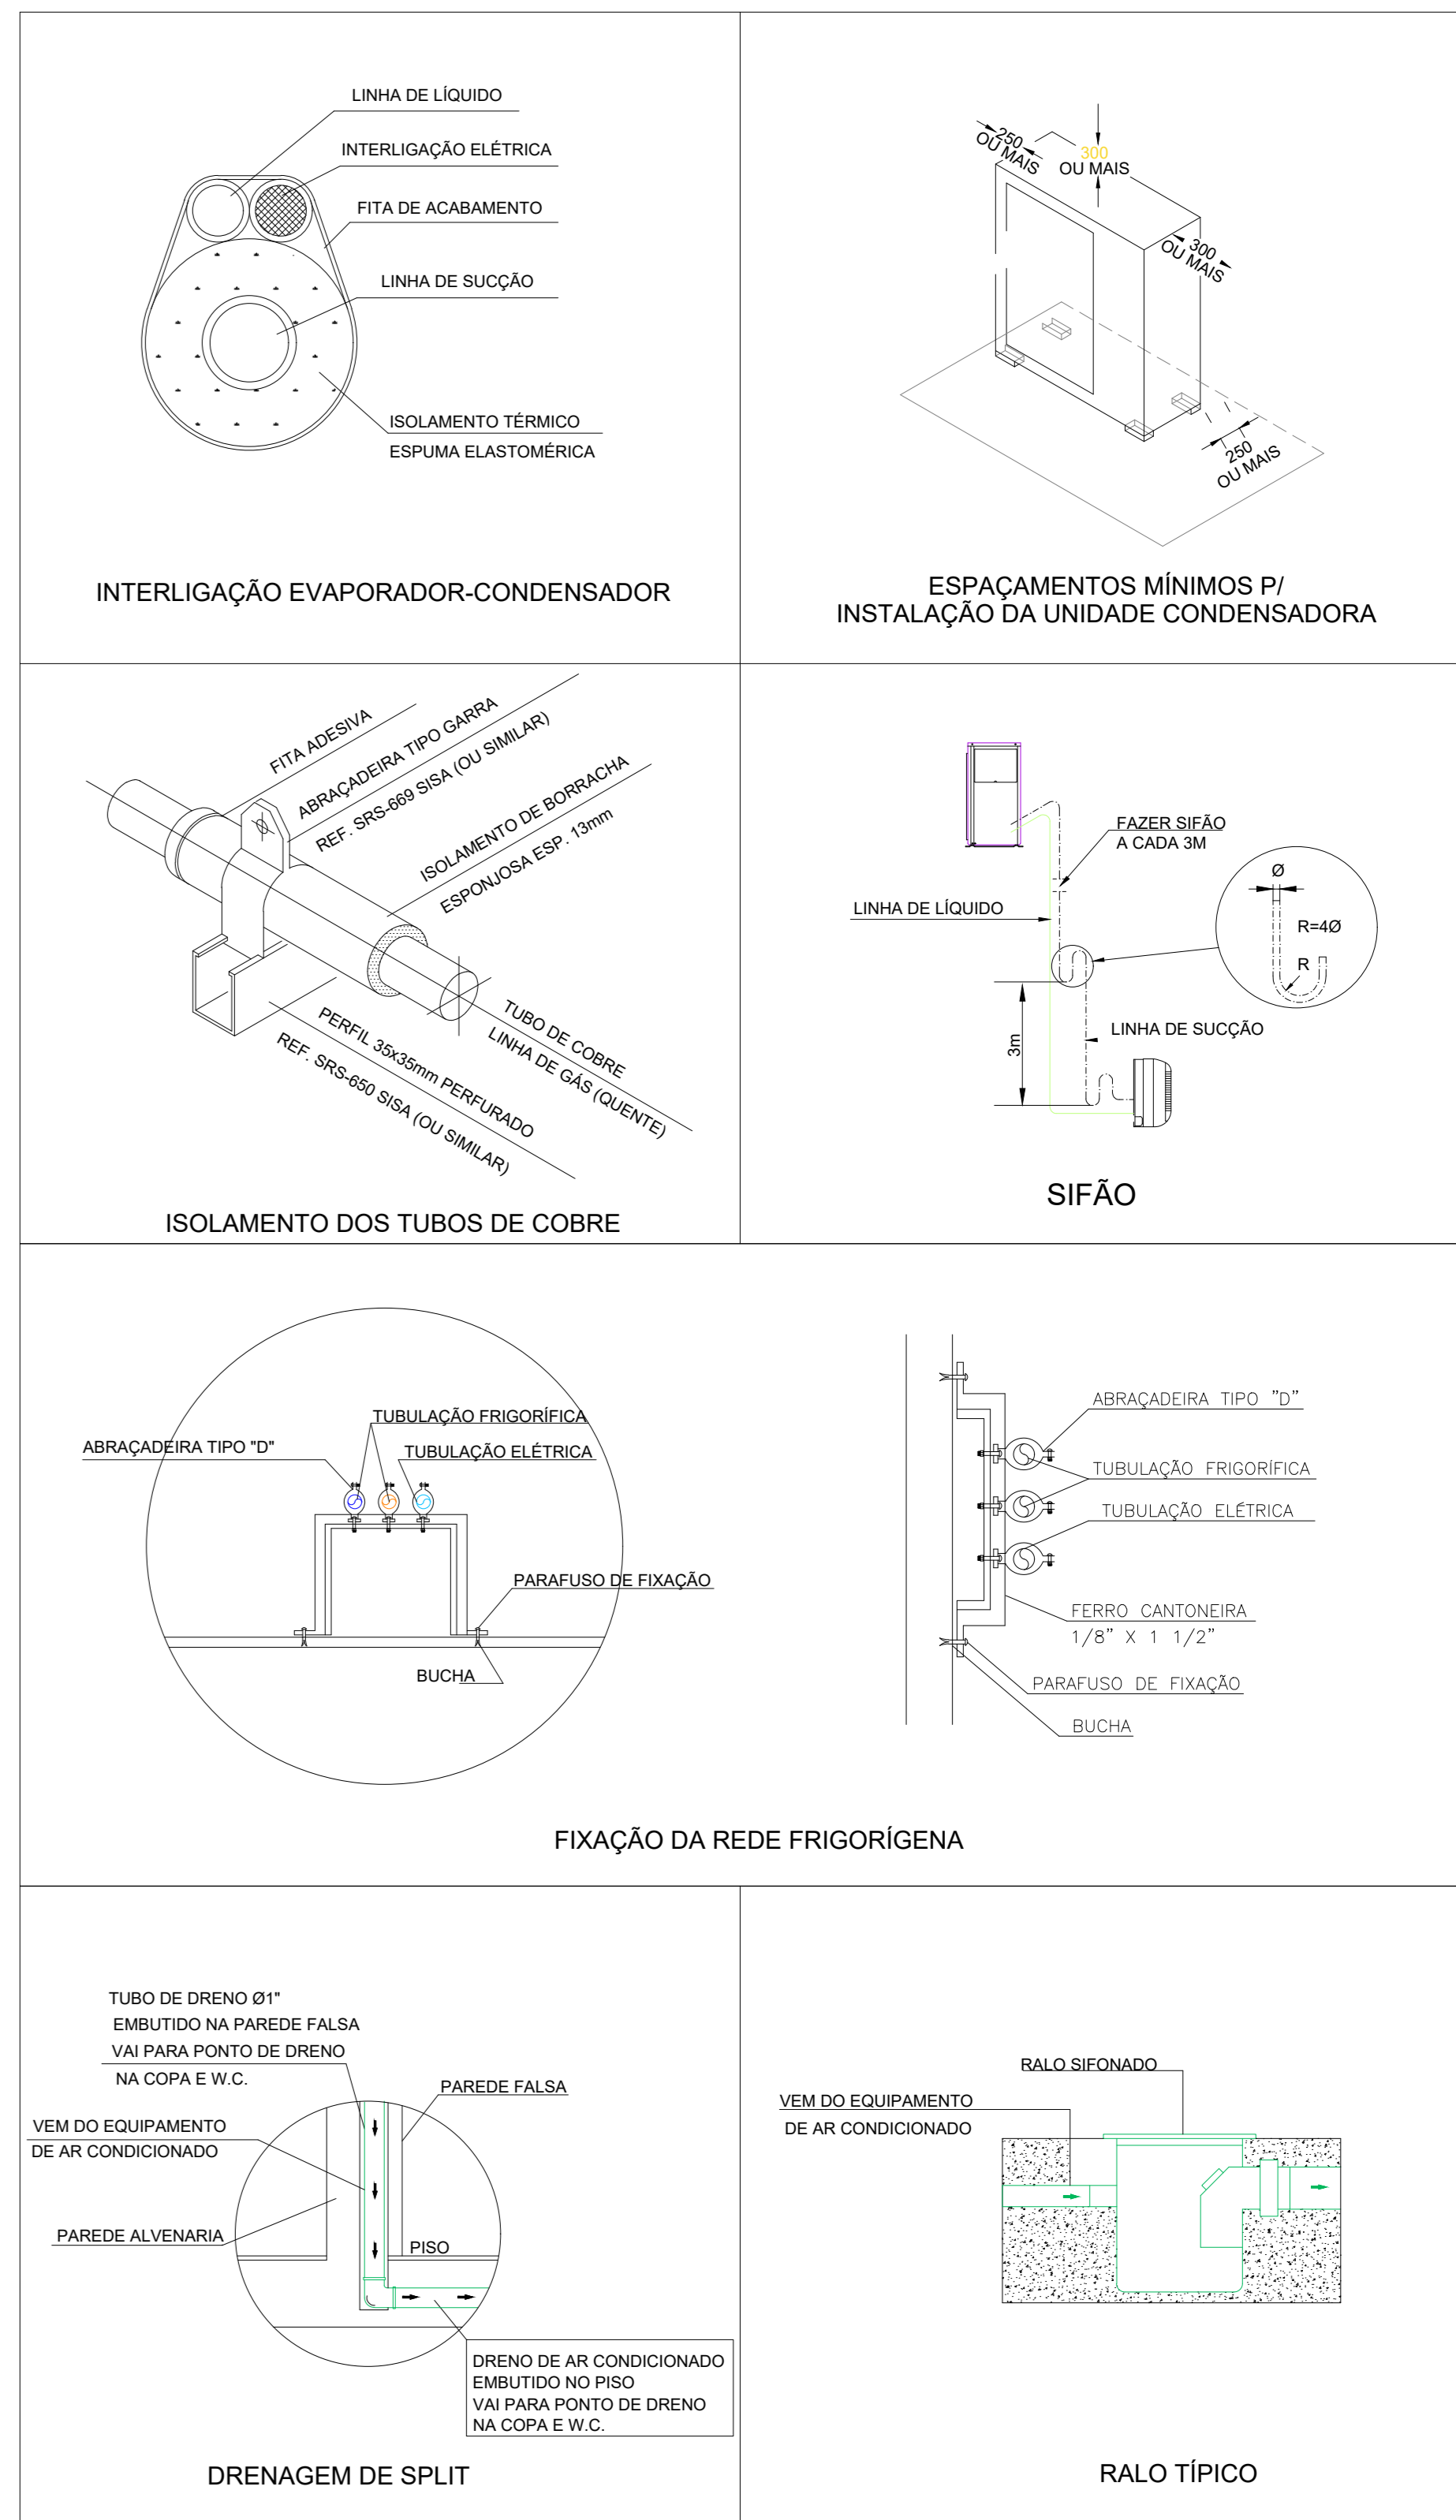 LINHA DE LÍQUIDO
INTERLIGAÇÃO ELÉTRICA
FITA DE ACABAMENTO
LINHA DE SUCÇÃO
ISOLAMENTO TÉRMICO
ESPUMA ELASTOMÉRICA
INTERLIGAÇÃO EVAPORADOR-CONDENSADOR
250
OU MAIS
300
OU MAIS
300
OU MAIS
250
OU MAIS
ESPAÇAMENTOS MÍNIMOS P/
INSTALAÇÃO DA UNIDADE CONDENSADORA
FITA ADESIVA
ABRAÇADEIRA TIPO GARRA
REF. SRS-669 SISA (OU SIMILAR)
ISOLAMENTO DE BORRACHA
ESPONJOSA ESP. 13mm
TUBO DE COBRE
LINHA DE GÁS (QUENTE)
PERFIL 35x35mm PERFURADO
REF. SRS-650 SISA (OU SIMILAR)
ISOLAMENTO DOS TUBOS DE COBRE
FAZER SIFÃO
A CADA 3M
LINHA DE LÍQUIDO
Ø
R=4Ø
R
3m
LINHA DE SUCÇÃO
SIFÃO
TUBULAÇÃO FRIGORÍFICA
ABRAÇADEIRA TIPO "D"
TUBULAÇÃO ELÉTRICA
PARAFUSO DE FIXAÇÃO
BUCHA
ABRAÇADEIRA TIPO "D"
TUBULAÇÃO FRIGORÍFICA
TUBULAÇÃO ELÉTRICA
FERRO CANTONEIRA
1/8" X 1 1/2"
PARAFUSO DE FIXAÇÃO
BUCHA
FIXAÇÃO DA REDE FRIGORÍGENA
TUBO DE DRENO Ø1"
EMBUTIDO NA PAREDE FALSA
VAI PARA PONTO DE DRENO
NA COPA E W.C.
PAREDE FALSA
VEM DO EQUIPAMENTO
DE AR CONDICIONADO
PAREDE ALVENARIA
PISO
DRENO DE AR CONDICIONADO
EMBUTIDO NO PISO
VAI PARA PONTO DE DRENO
NA COPA E W.C.
DRENAGEM DE SPLIT
RALO SIFONADO
VEM DO EQUIPAMENTO
DE AR CONDICIONADO
RALO TÍPICO